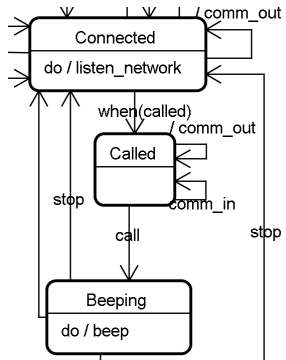 / comm_out
Connected
do / listen_network
when(called)
/ comm_out
Called
stop
comm_in
call
stop
Beeping
do / beep